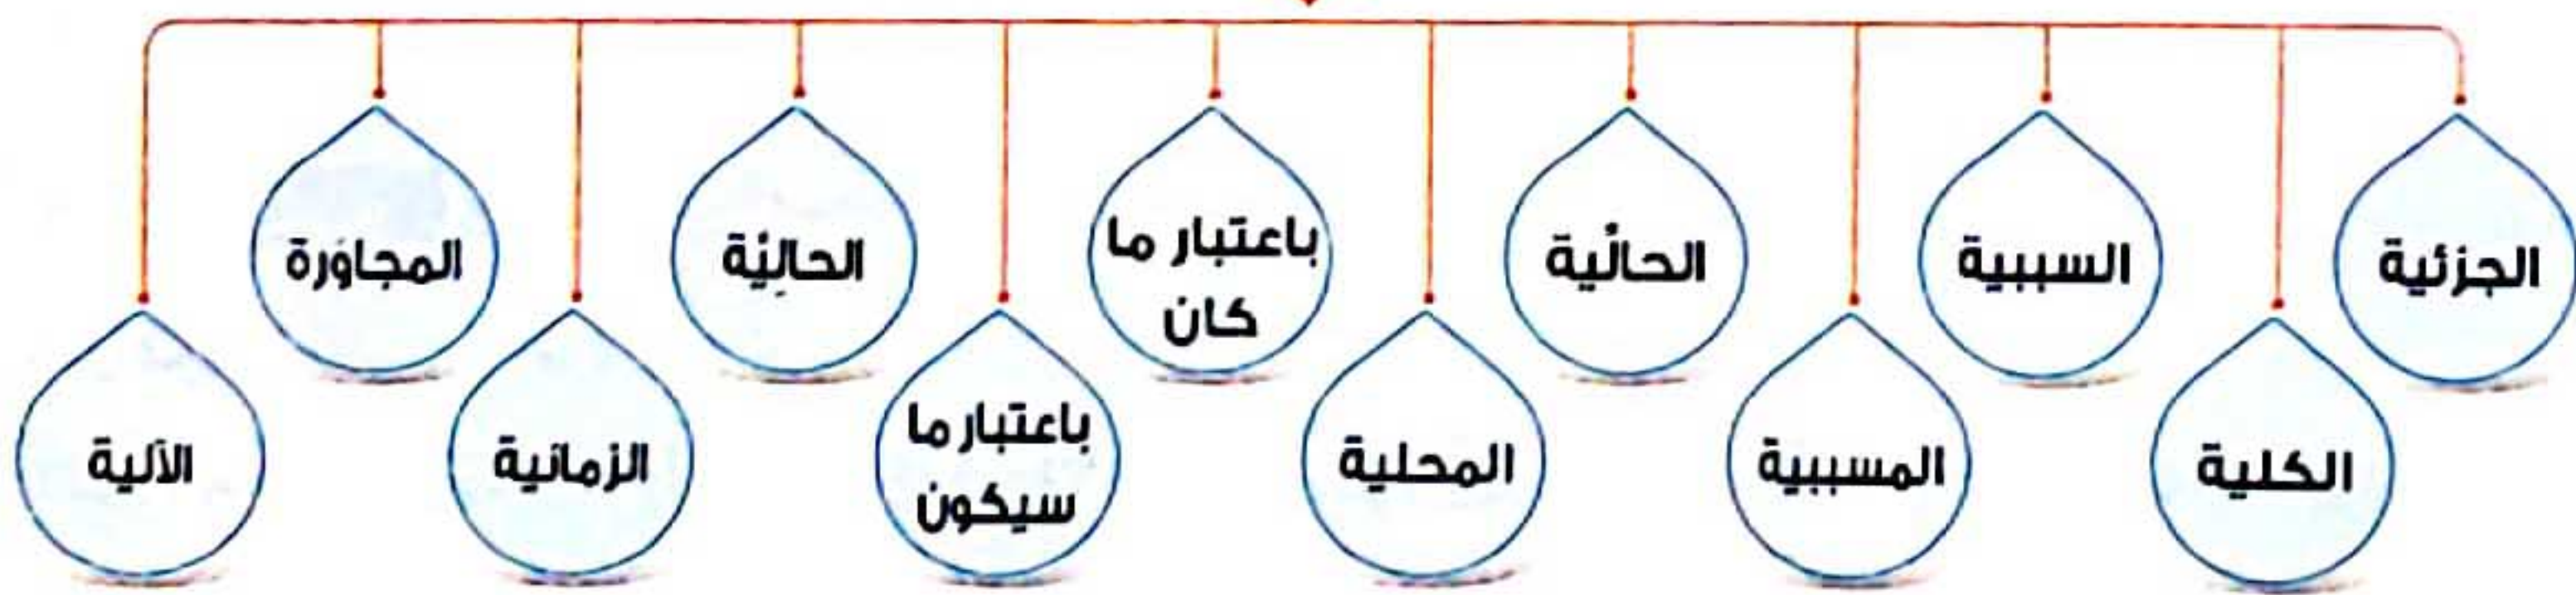 الجزئية
الكلية
السببية
المسببية
الحالّية
المحلية
باعتبار ما
كان
باعتبار ما
سيكون
الحالِيّة
الزمانية
المجاوَرة
الآلية